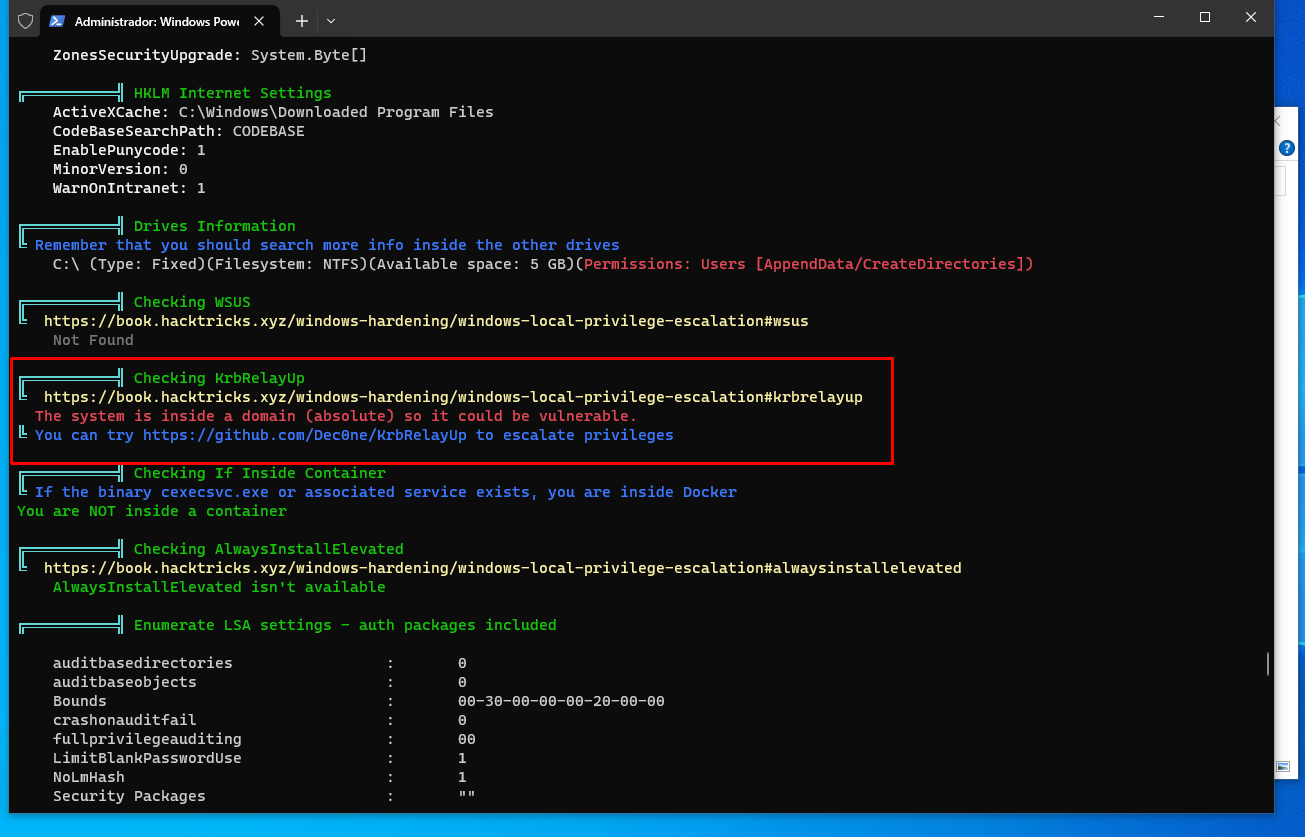 Administrador: Windows Pow
ZonesSecurityUpgrade: System.Byte[]
HKLM Internet Settings
ActiveXCache: C:\Windows\Downloaded Program Files
CodeBaseSearchPath: CODEBASE
EnablePunycode: 1
MinorVersion: 0
WarnOnIntranet: 1
Drives Information
Remember that you should search more info inside the other drives
C:\ (Type: Fixed)(Filesystem: NTFS)(Available space: 5 GB)(Permissions: Users [AppendData/CreateDirectories])
Checking WSUS
https://book.hacktricks.xyz/windows-hardening/windows-local-privilege-escalation#wsus
Not Found
Checking KrbRelayUp
https://book.hacktricks.xyz/windows-hardening/windows-local-privilege-escalation#krbrelayup
The system is inside a domain (absolute) so it could be vulnerable.
You can try https://github.com/Dec0ne/KrbRelayUp to escalate privileges
Checking If Inside Container
If the binary cexecsvc.exe or associated service exists, you are inside Docker
You are NOT inside a container
Checking AlwaysInstallElevated
https://book.hacktricks.xyz/windows-hardening/windows-local-privilege-escalation#alwaysinstallelevated
AlwaysInstallElevated isn't available
Enumerate LSA settings - auth packages included
auditbasedirectories : 0
auditbaseobjects : 0
Bounds : 00-30-00-00-00-20-00-00
crashonauditfail : 0
fullprivilegeauditing : 00
LimitBlankPasswordUse : 1
NoLmHash : 1
Security Packages : ""